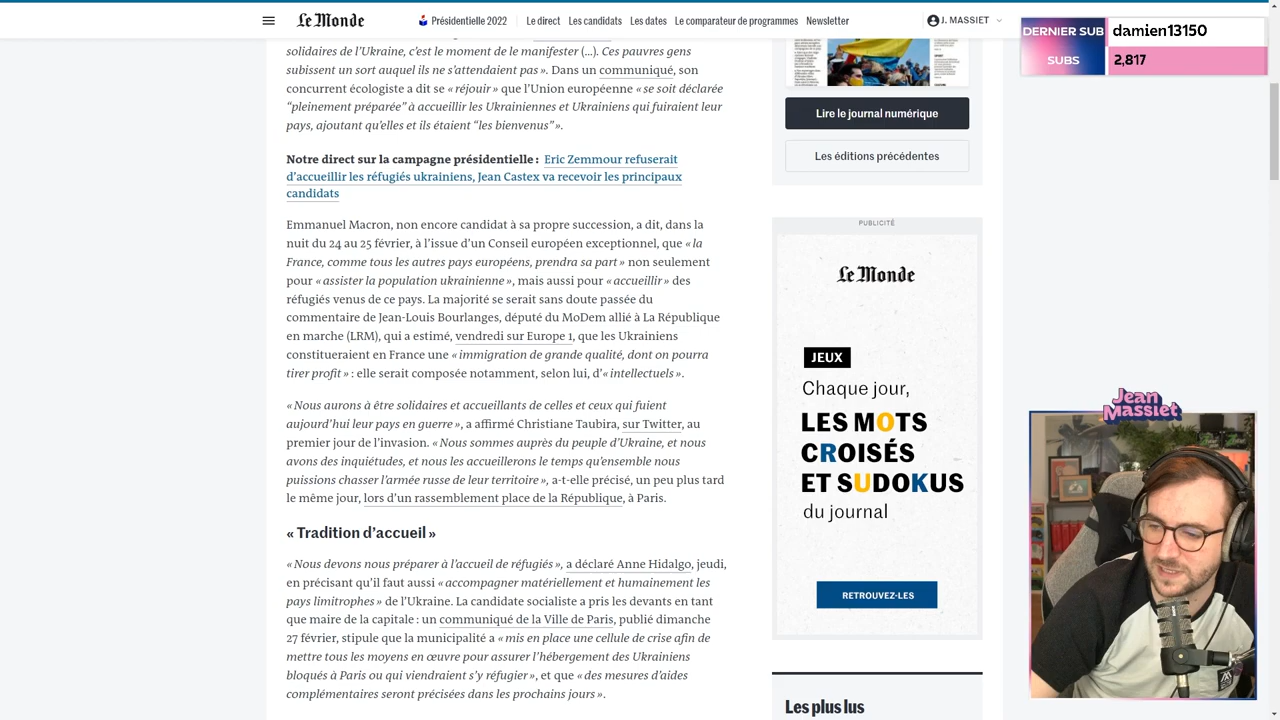 Le Monde
Présidentielle 2022
Le direct
Les candidats
Les dates
Le comparateur de programmes
Newsletter
J. MASSIET
de l'Ukraine, c'est le moment de le manifester (…). Ces pauvres gens
subissent ce à quoi ils s'attendaient pas. » Dans un communiqué, son
concurrent écologiste a dit se « réjouir » que l'Union européenne « se soit déclarée
“pleinement préparée” à accueillir les Ukrainiennes et Ukrainiens qui fuiraient leur
pays, ajoutant qu'elles et ils étaient “les bienvenus” ».
Notre direct sur la campagne présidentielle : Eric Zemmour refuserait
d'accueillir les réfugiés ukrainiens, Jean Castex va recevoir les principaux
candidats
Emmanuel Macron, non encore candidat à sa propre succession, a dit, dans la
nuit du 24 au 25 février, à l'issue d'un Conseil européen exceptionnel, que « la
France, comme tous les autres pays européens, prendra sa part » non seulement
pour « assister la population ukrainienne », mais aussi pour « accueillir » des
réfugiés venus de ce pays. La majorité se serait sans doute passée du
commentaire de Jean-Louis Bourlanges, député du MoDem allié à La République
en marche (LRM), qui a estimé, vendredi sur Europe 1, que les Ukrainiens
constitueraient en France une « immigration de grande qualité, dont on pourra
tirer profit » : elle serait composée notamment, selon lui, d'« intellectuels ».
« Nous aurons à être solidaires et accueillants de celles et ceux qui fuient
aujourd'hui leur pays en guerre », a affirmé Christiane Taubira, sur Twitter, au
premier jour de l'invasion. « Nous sommes auprès du peuple d'Ukraine, et nous
avons des inquiétudes, et nous les accueillerons le temps qu'ensemble nous
puissions chasser l'armée russe de leur territoire », a-t-elle précisé, un peu plus tard
le même jour, lors d'un rassemblement place de la République, à Paris.
« Tradition d'accueil »
« Nous devons nous préparer à l'accueil de réfugiés », a déclaré Anne Hidalgo, jeudi,
en précisant qu'il faut aussi « accompagner matériellement et humainement les
pays limitrophes » de l'Ukraine. La candidate socialiste a pris les devants en tant
que maire de la capitale : un communiqué de la Ville de Paris, publié dimanche
27 février, stipule que la municipalité a « mis en place une cellule de crise afin de
mettre tous les moyens en œuvre pour assurer l'hébergement des Ukrainiens
bloqués à Paris ou qui viendraient s'y réfugier », et que « des mesures d'aides
complémentaires seront précisées dans les prochains jours ».
Lire le journal numérique
Les éditions précédentes
PUBLICITÉ
Le Monde
JEUX
Chaque jour,
LES MOTS
CROISÉS
ET SUDOKUS
du journal
RETROUVEZ-LES
Les plus lus
DERNIER SUB
damien13150
SUBS
2,817
Jean
Massiet